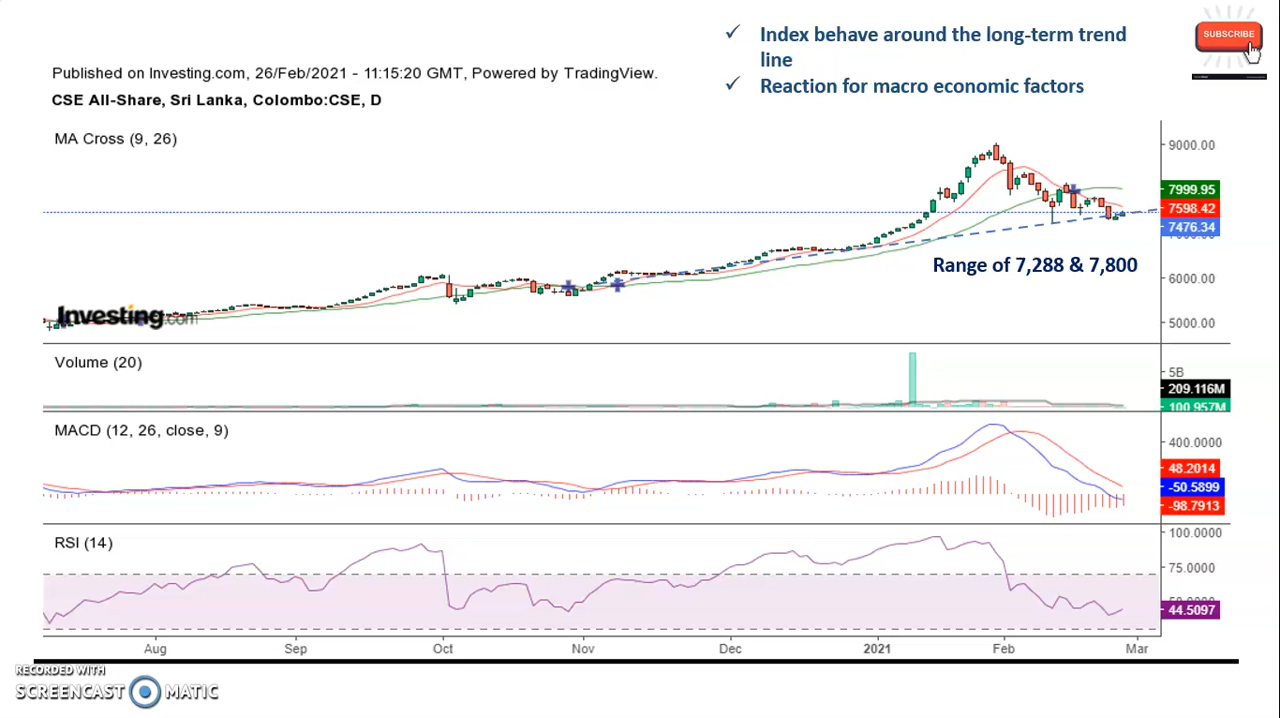 ✓ Index behave around the long-term trend
line
✓ Reaction for macro economic factors
SUBSCRIBE
Published on Investing.com, 26/Feb/2021 - 11:15:20 GMT, Powered by TradingView.
CSE All-Share, Sri Lanka, Colombo:CSE, D
MA Cross (9, 26)
9000.00
7999.95
7598.42
7476.34
Range of 7,288 & 7,800
6000.00
Investing.com
5000.00
Volume (20)
5B
209.116M
100.957M
MACD (12, 26, close, 9)
400.0000
48.2014
-50.5899
-98.7913
RSI (14)
100.0000
75.0000
44.5097
Aug Sep Oct Nov Dec 2021 Feb Mar
RECORDED WITH
SCREENCAST MATIC